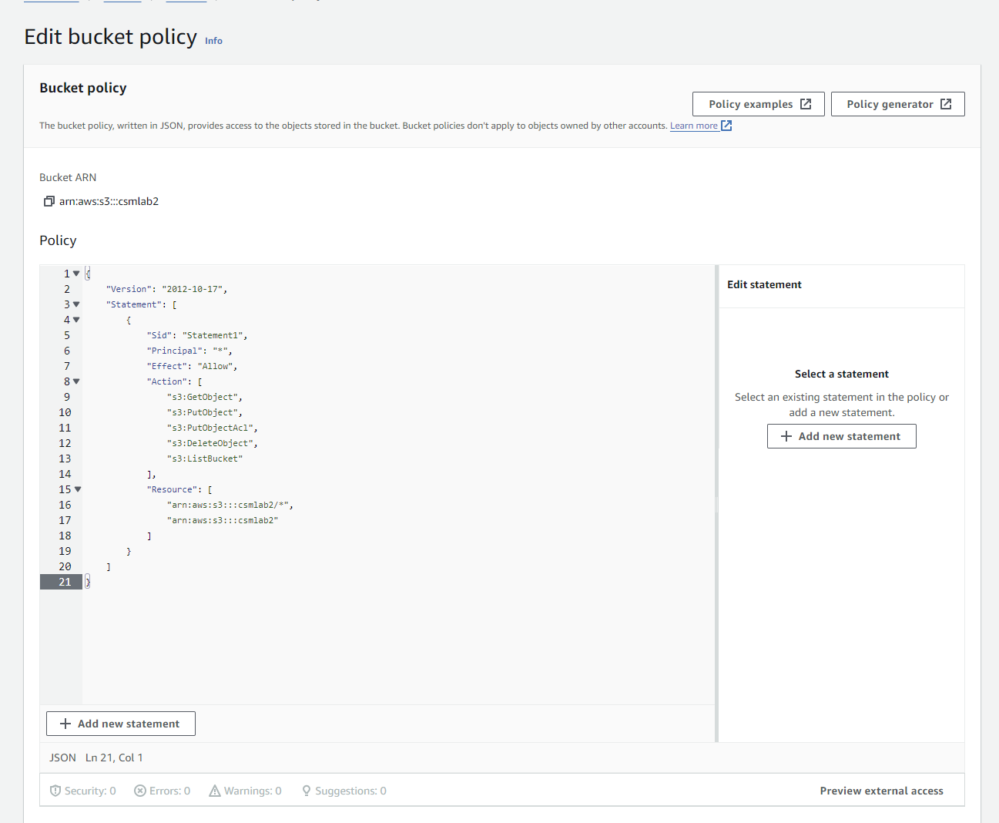 Edit bucket policy Info
Bucket policy
Policy examples
Policy generator
The bucket policy, written in JSON, provides access to the objects stored in the bucket. Bucket policies don't apply to objects owned by other accounts. Learn more
Bucket ARN
arn:aws:s3:::csmlab2
Policy
1 {
2 "Version": "2012-10-17",
3 "Statement": [
4 {
5 "Sid": "Statement1",
6 "Principal": "*",
7 "Effect": "Allow",
8 "Action": [
9 "s3:GetObject",
10 "s3:PutObject",
11 "s3:PutObjectAcl",
12 "s3:DeleteObject",
13 "s3:ListBucket"
14 ],
15 "Resource": [
16 "arn:aws:s3:::csmlab2/*",
17 "arn:aws:s3:::csmlab2"
18 ]
19 }
20 ]
21 }
Edit statement
Select a statement
Select an existing statement in the policy or
add a new statement.
Add new statement
Add new statement
JSON Ln 21, Col 1
Security: 0 Errors: 0 Warnings: 0 Suggestions: 0
Preview external access